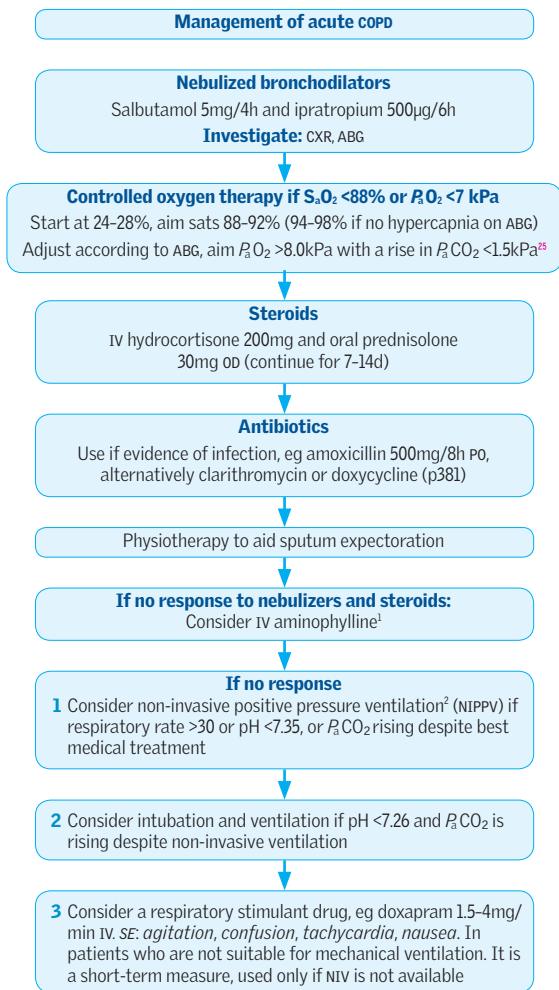 Management of acute COPD
Nebulized bronchodilators
Salbutamol 5mg/4h and ipratropium 500µg/6h
Investigate: CXR, ABG
Controlled oxygen therapy if SaO₂ <88% or PaO₂ <7 kPa
Start at 24–28%, aim sats 88–92% (94–98% if no hypercapnia on ABG)
Adjust according to ABG, aim PaO₂ >8.0kPa with a rise in PaCO₂ <1.5kPa²⁵
Steroids
IV hydrocortisone 200mg and oral prednisolone
30mg OD (continue for 7–14d)
Antibiotics
Use if evidence of infection, eg amoxicillin 500mg/8h PO,
alternatively clarithromycin or doxycycline (p381)
Physiotherapy to aid sputum expectoration
If no response to nebulizers and steroids:
Consider IV aminophylline¹
If no response
1 Consider non-invasive positive pressure ventilation² (NIPPV) if
respiratory rate >30 or pH <7.35, or PaCO₂ rising despite best
medical treatment
2 Consider intubation and ventilation if pH <7.26 and PaCO₂ is
rising despite non-invasive ventilation
3 Consider a respiratory stimulant drug, eg doxapram 1.5–4mg/
min IV. SE: agitation, confusion, tachycardia, nausea. In
patients who are not suitable for mechanical ventilation. It is
a short-term measure, used only if NIV is not available